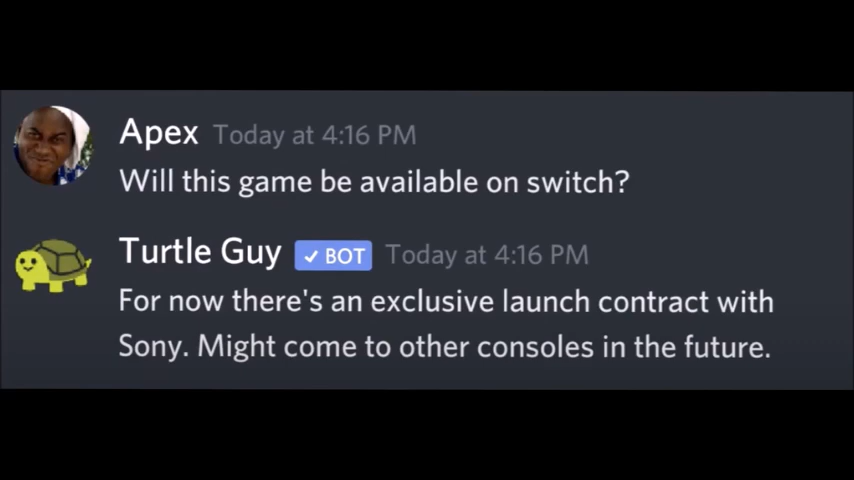 Apex Today at 4:16 PM
Will this game be available on switch?
Turtle Guy ✓ BOT Today at 4:16 PM
For now there's an exclusive launch contract with
Sony. Might come to other consoles in the future.